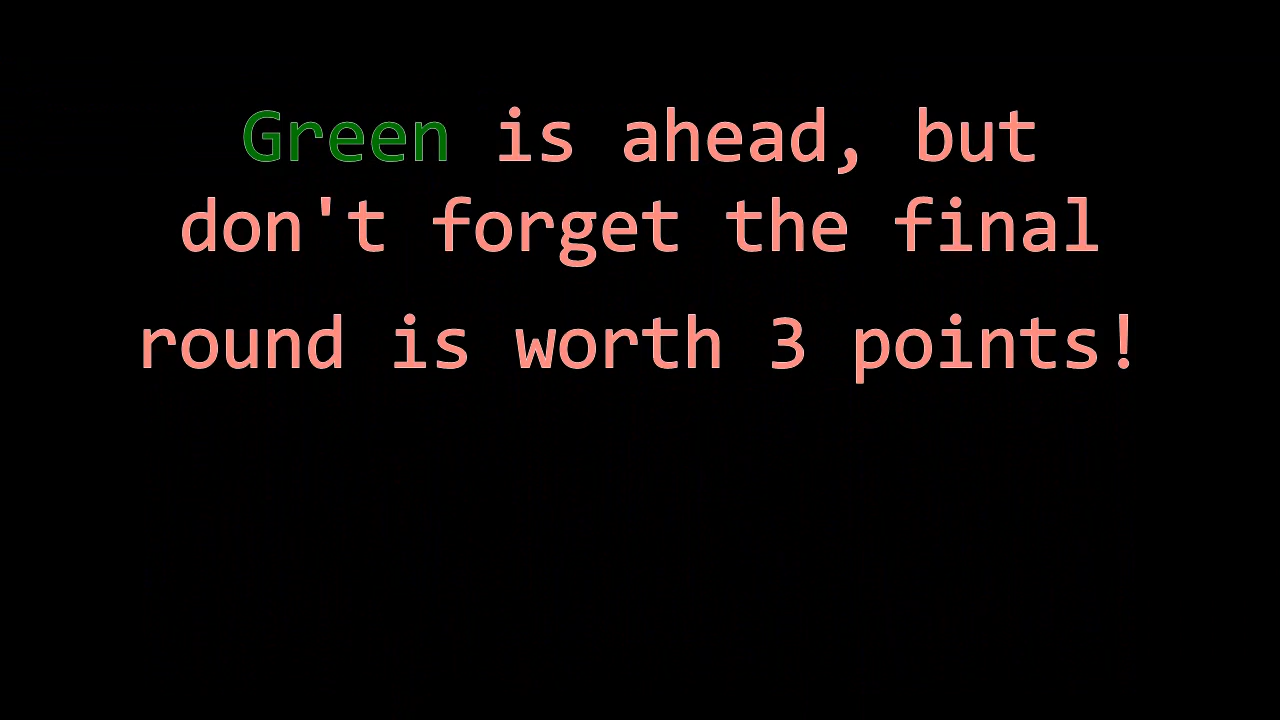 Green is ahead, but
don't forget the final
round is worth 3 points!